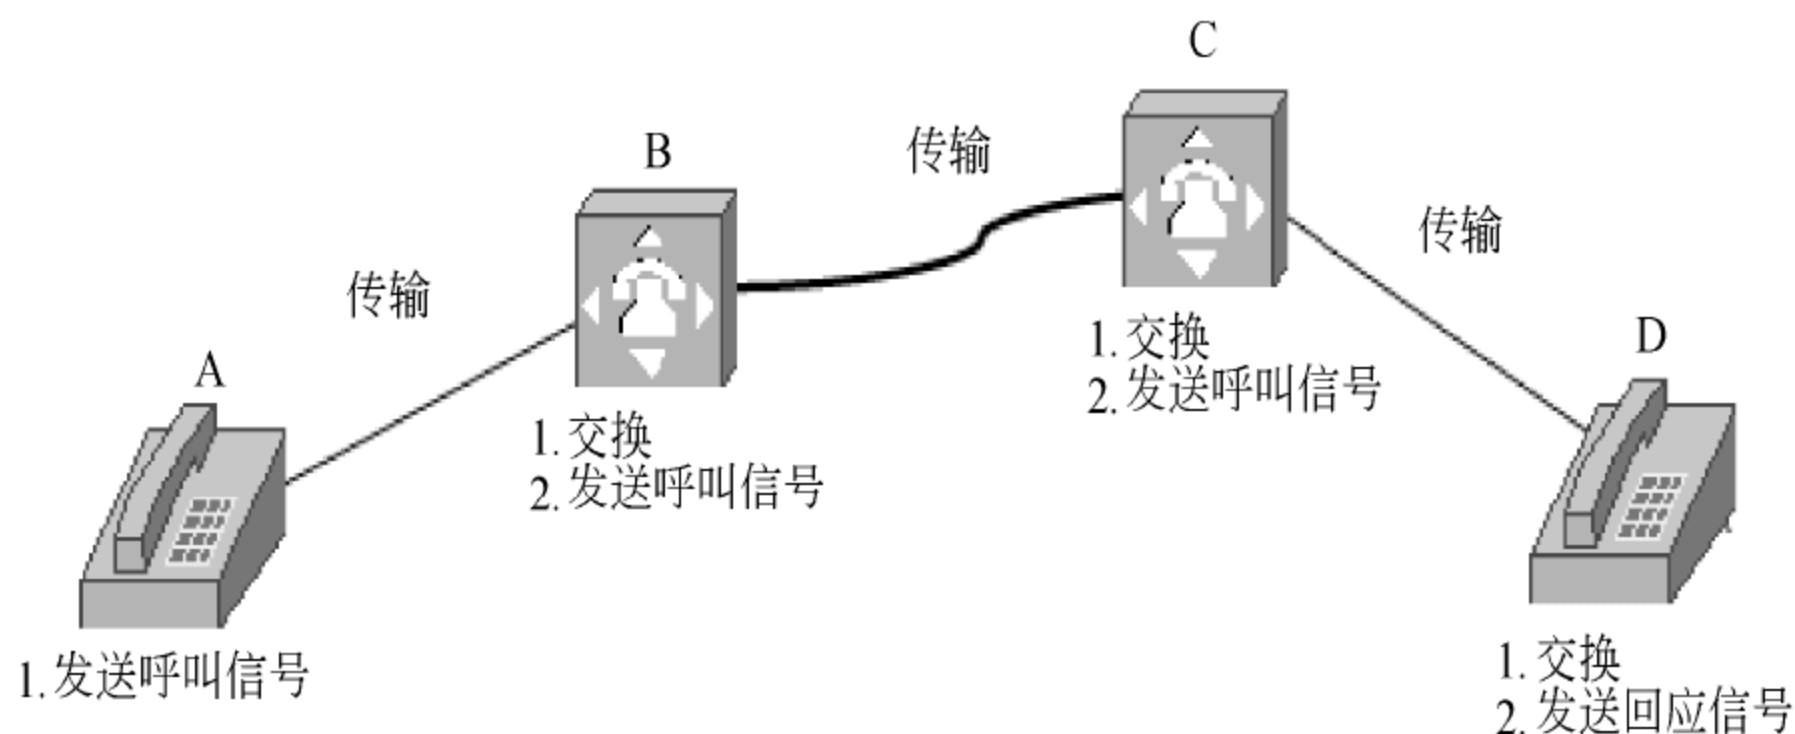 C
B
传输
传输
传输
A
D
1. 交换
2. 发送呼叫信号
1. 交换
2. 发送呼叫信号
1. 发送呼叫信号
1. 交换
2. 发送回应信号